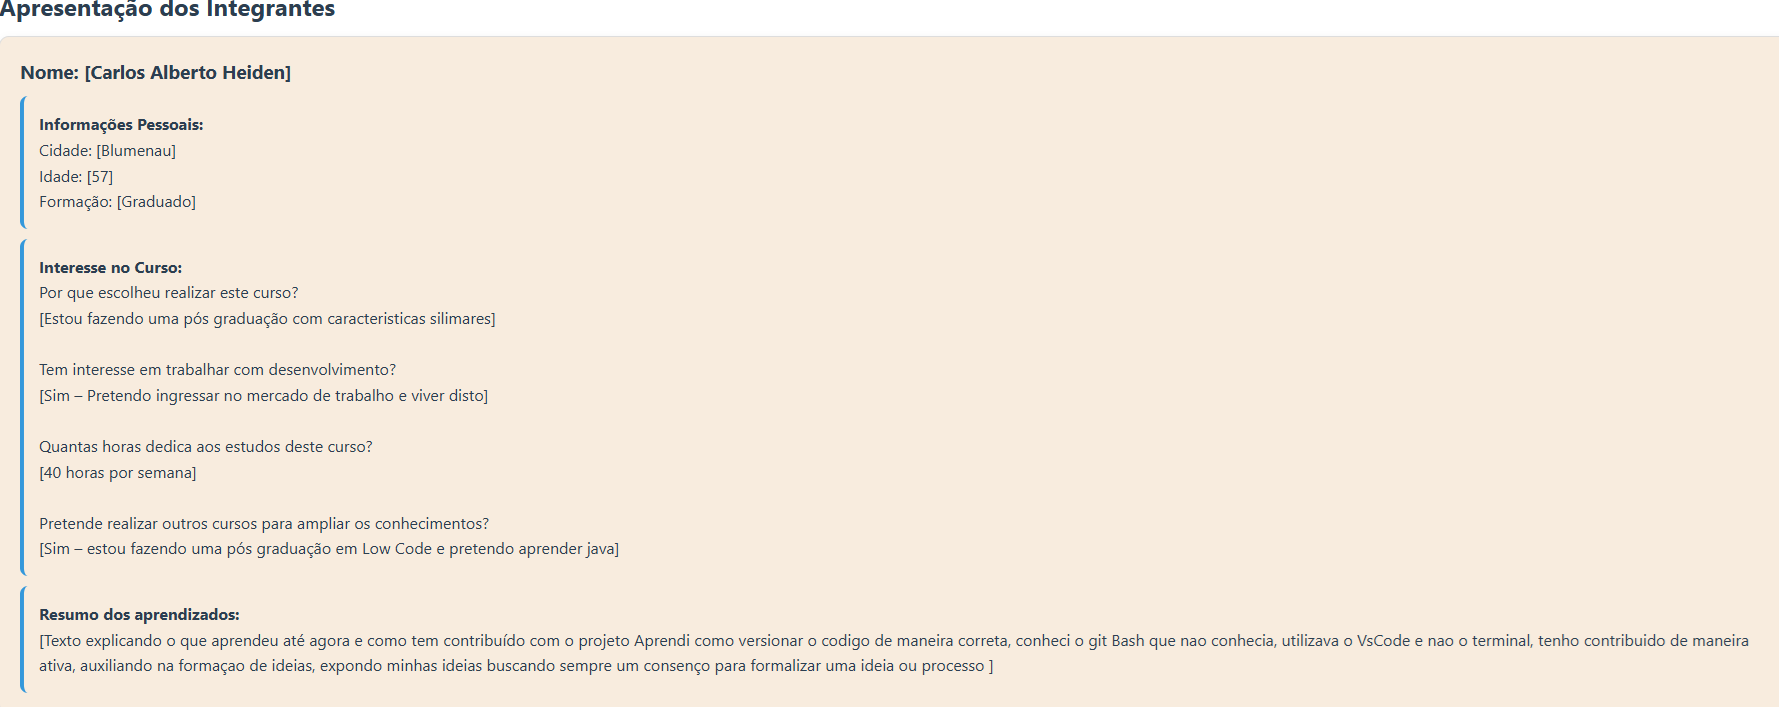 Apresentação dos Integrantes
Nome: [Carlos Alberto Heiden]
Informações Pessoais:
Cidade: [Blumenau]
Idade: [57]
Formação: [Graduado]
Interesse no Curso:
Por que escolheu realizar este curso?
[Estou fazendo uma pós graduação com caracteristicas silimares]
Tem interesse em trabalhar com desenvolvimento?
[Sim – Pretendo ingressar no mercado de trabalho e viver disto]
Quantas horas dedica aos estudos deste curso?
[40 horas por semana]
Pretende realizar outros cursos para ampliar os conhecimentos?
[Sim – estou fazendo uma pós graduação em Low Code e pretendo aprender java]
Resumo dos aprendizados:
[Texto explicando o que aprendeu até agora e como tem contribuído com o projeto Aprendi como versionar o codigo de maneira correta, conheci o git Bash que nao conhecia, utilizava o VsCode e nao o terminal, tenho contribuido de maneira
ativa, auxiliando na formaçao de ideias, expondo minhas ideias buscando sempre um consenço para formalizar uma ideia ou processo ]